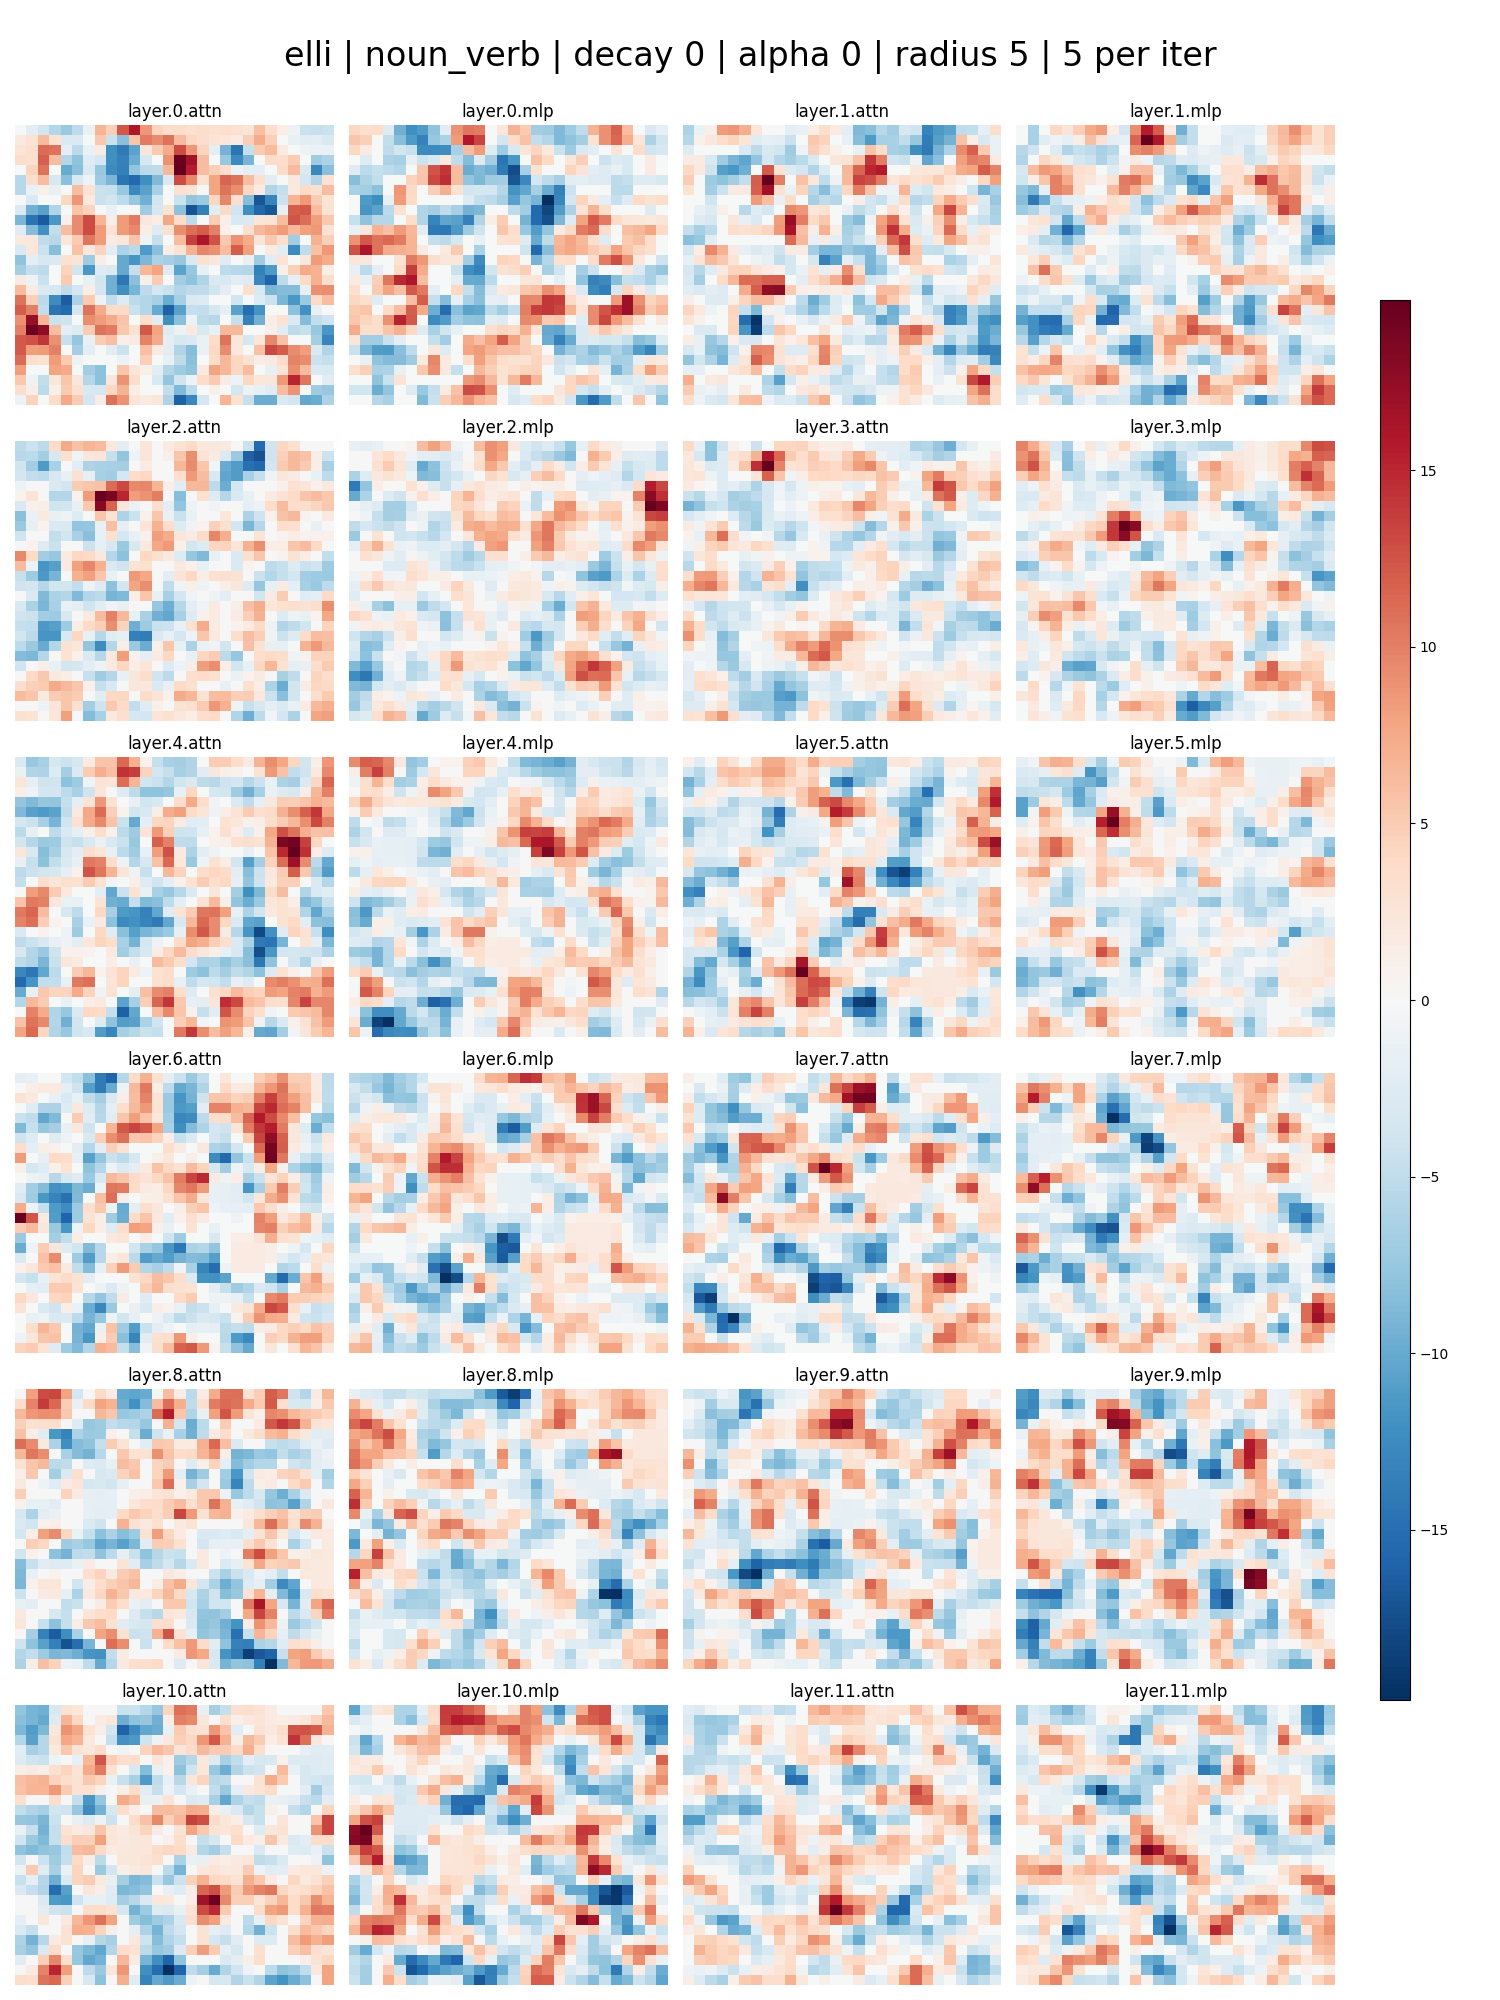 elli | noun_verb | decay 0 | alpha 0 | radius 5 | 5 per iter
layer.0.attn
layer.0.mlp
layer.1.attn
layer.1.mlp
layer.2.attn
layer.2.mlp
layer.3.attn
layer.3.mlp
layer.4.attn
layer.4.mlp
layer.5.attn
layer.5.mlp
layer.6.attn
layer.6.mlp
layer.7.attn
layer.7.mlp
layer.8.attn
layer.8.mlp
layer.9.attn
layer.9.mlp
layer.10.attn
layer.10.mlp
layer.11.attn
layer.11.mlp
15
10
5
0
−5
−10
−15